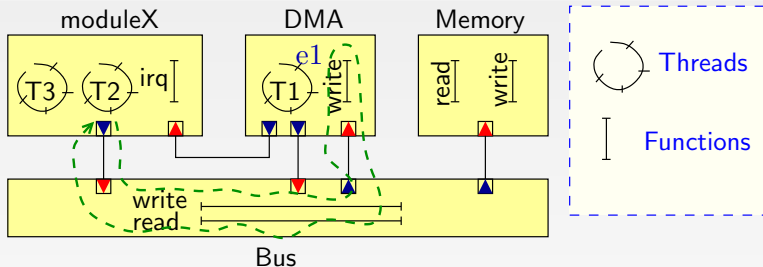 moduleX
DMA
Memory
T3
T2
irq
T1
e1
write
read
write
write
read
Bus
Threads
Functions